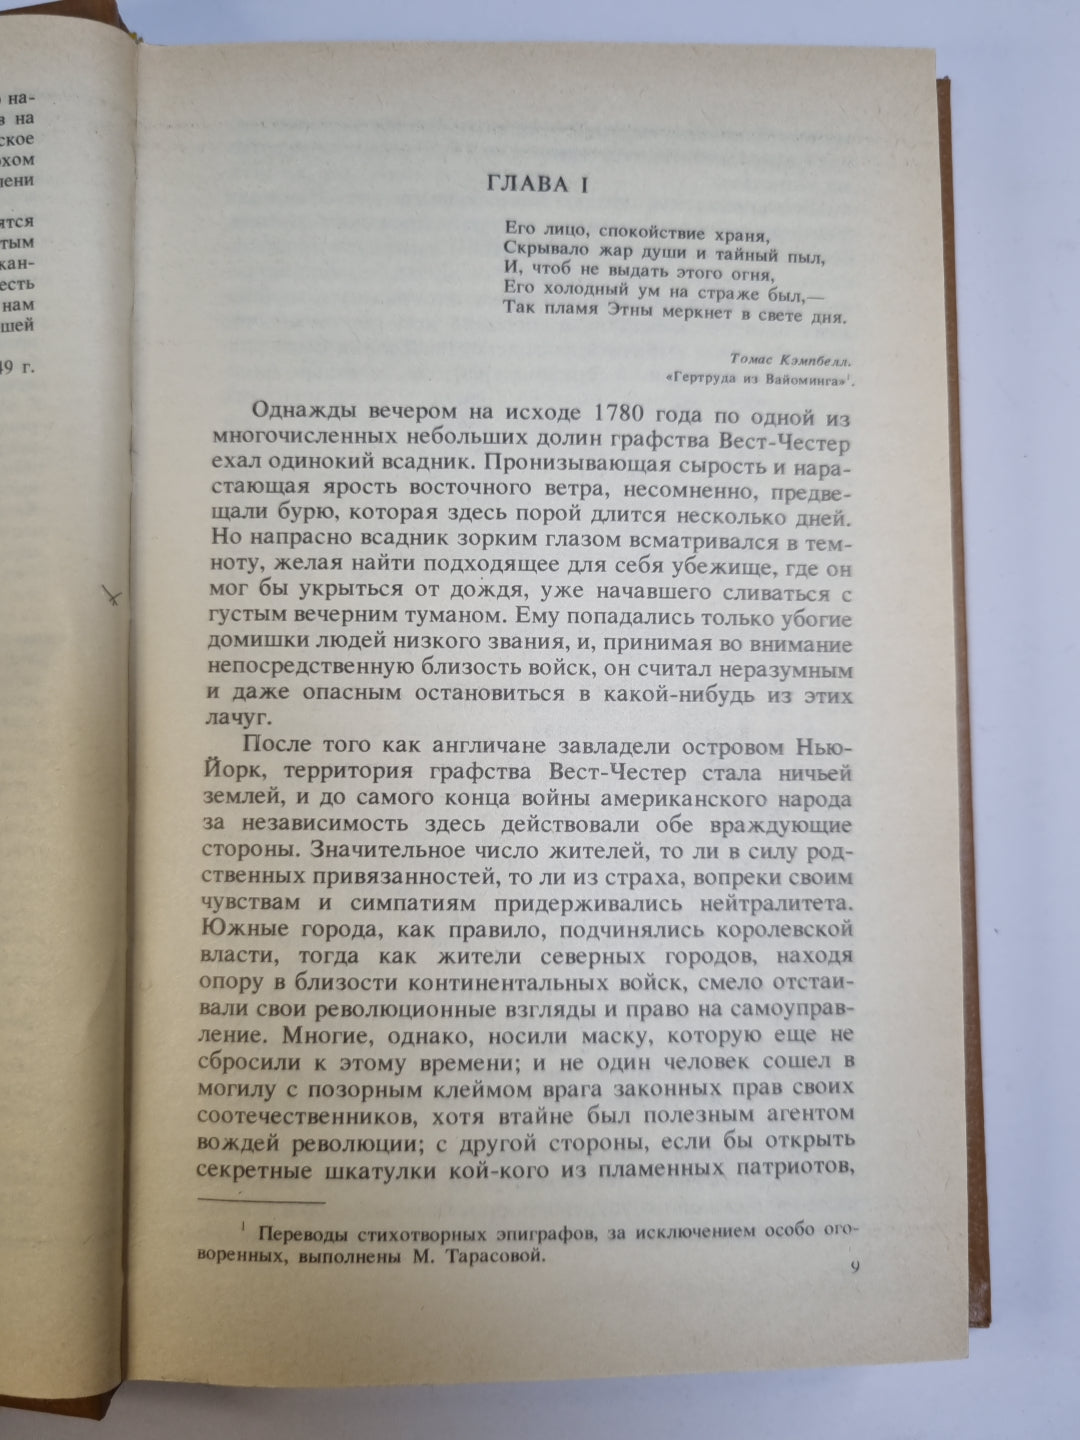 на-
в на
ское
охом
лени
ятся
тым
кан-
есть
нам
шей
49 г.
ГЛАВА I
Его лицо, спокойствие храня,
Скрывало жар души и тайный пыл,
И, чтоб не выдать этого огня,
Его холодный ум на страже был,—
Так пламя Этны меркнет в свете дня.
Томас Кэмпбелл.
«Гертруда из Вайоминга»¹.
Однажды вечером на исходе 1780 года по одной из
многочисленных небольших долин графства Вест-Честер
ехал одинокий всадник. Пронизывающая сырость и нара-
стающая ярость восточного ветра, несомненно, предве-
щали бурю, которая здесь порой длится несколько дней.
Но напрасно всадник зорким глазом всматривался в тем-
ноту, желая найти подходящее для себя убежище, где он
мог бы укрыться от дождя, уже начавшего сливаться с
густым вечерним туманом. Ему попадались только убогие
домишки людей низкого звания, и, принимая во внимание
непосредственную близость войск, он считал неразумным
и даже опасным остановиться в какой-нибудь из этих
лачуг.
После того как англичане завладели островом Нью-
Йорк, территория графства Вест-Честер стала ничьей
землей, и до самого конца войны американского народа
за независимость здесь действовали обе враждующие
стороны. Значительное число жителей, то ли в силу род-
ственных привязанностей, то ли из страха, вопреки своим
чувствам и симпатиям придерживались нейтралитета.
Южные города, как правило, подчинялись королевской
власти, тогда как жители северных городов, находя
опору в близости континентальных войск, смело отстаи-
вали свои революционные взгляды и право на самоуправ-
ление. Многие, однако, носили маску, которую еще не
сбросили к этому времени; и не один человек сошел в
могилу с позорным клеймом врага законных прав своих
соотечественников, хотя втайне был полезным агентом
вождей революции; с другой стороны, если бы открыть
секретные шкатулки кой-кого из пламенных патриотов,
¹ Переводы стихотворных эпиграфов, за исключением особо ого-
воренных, выполнены М. Тарасовой.
9